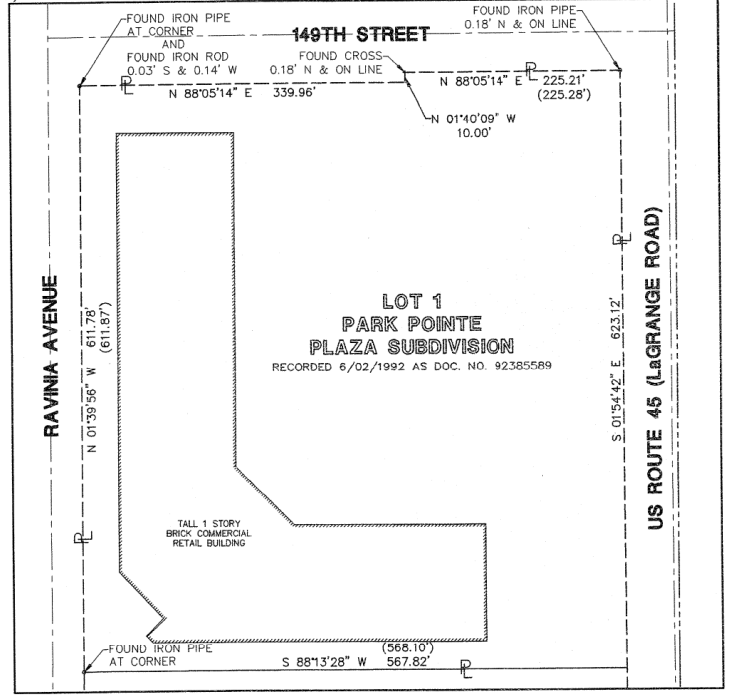 FOUND IRON PIPE
AT CORNER
AND
FOUND IRON ROD
0.03' S & 0.14' W
149TH STREET
FOUND IRON PIPE
0.18' N & ON LINE
FOUND CROSS
0.18' N & ON LINE
PL
N 88°05'14" E 339.96'
PL
N 88°05'14" E 225.21'
(225.28')
N 01°40'09" W
10.00'
RAVINIA AVENUE
N 01°39'56" W 611.78'
(611.87')
PL
LOT 1
PARK POINTE
PLAZA SUBDIVISION
RECORDED 6/02/1992 AS DOC. NO. 92385589
PL
S 01°54'42" E 623.12'
US ROUTE 45 (LaGRANGE ROAD)
TALL 1 STORY
BRICK COMMERCIAL
RETAIL BUILDING
FOUND IRON PIPE
AT CORNER
(568.10')
S 88°13'28" W 567.82'
PL